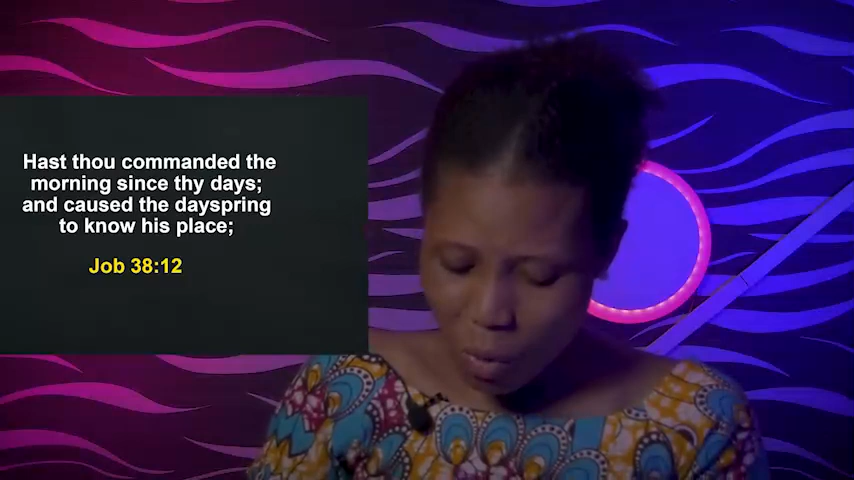 Hast thou commanded the
morning since thy days;
and caused the dayspring
to know his place;
Job 38:12